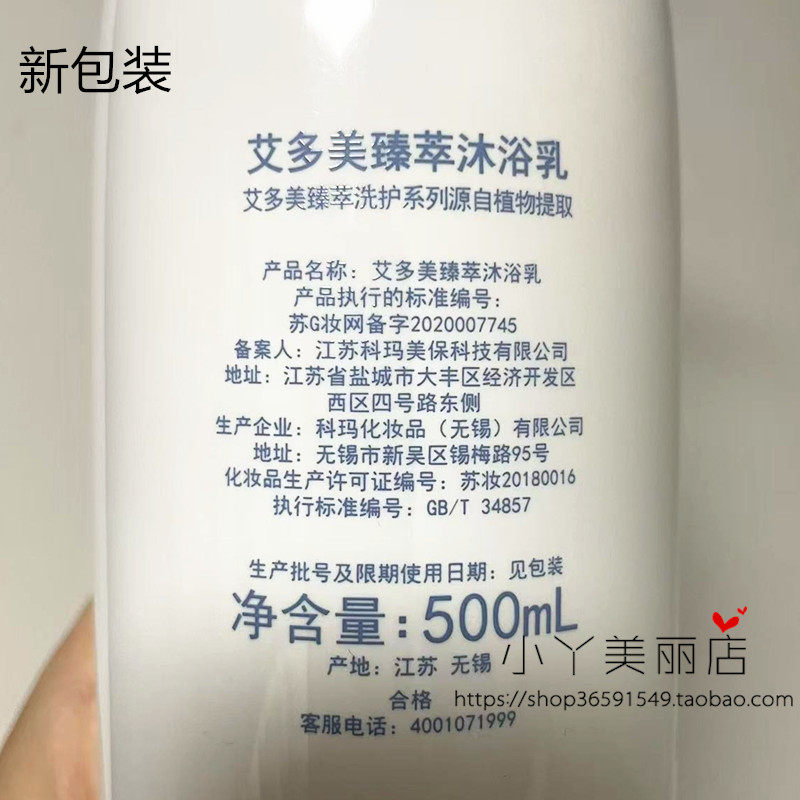 新包装
艾多美臻萃沐浴乳
艾多美臻萃洗护系列源自植物提取
产品名称：艾多美臻萃沐浴乳
产品执行的标准编号：
苏G妆网备字2020007745
备案人：江苏科玛美保科技有限公司
地址：江苏省盐城市大丰区经济开发区
西区四号路东侧
生产企业：科玛化妆品（无锡）有限公司
地址：无锡市新吴区锡梅路95号
化妆品生产许可证编号：苏妆20180016
执行标准编号：GB/T 34857
生产批号及限期使用日期：见包装
净含量：500mL
产地：江苏 无锡
小丫美丽店
合格
https://shop36591549.taobao.com
客服电话：4001071999